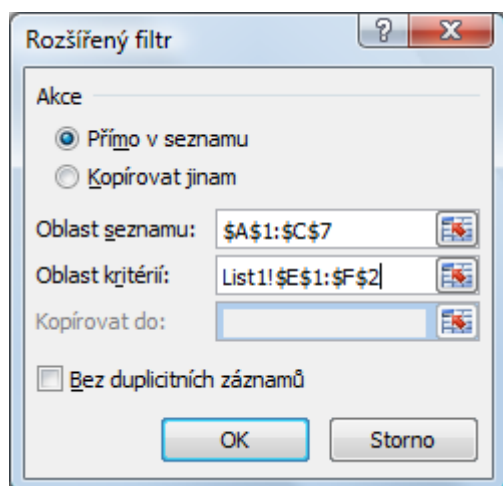 Rozšířený filtr
?
Akce
Přímo v seznamu
Kopírovat jinam
Oblast seznamu: $A$1:$C$7
Oblast kritérií: List1!$E$1:$F$2
Kopírovat do:
Bez duplicitních záznamů
OK Storno